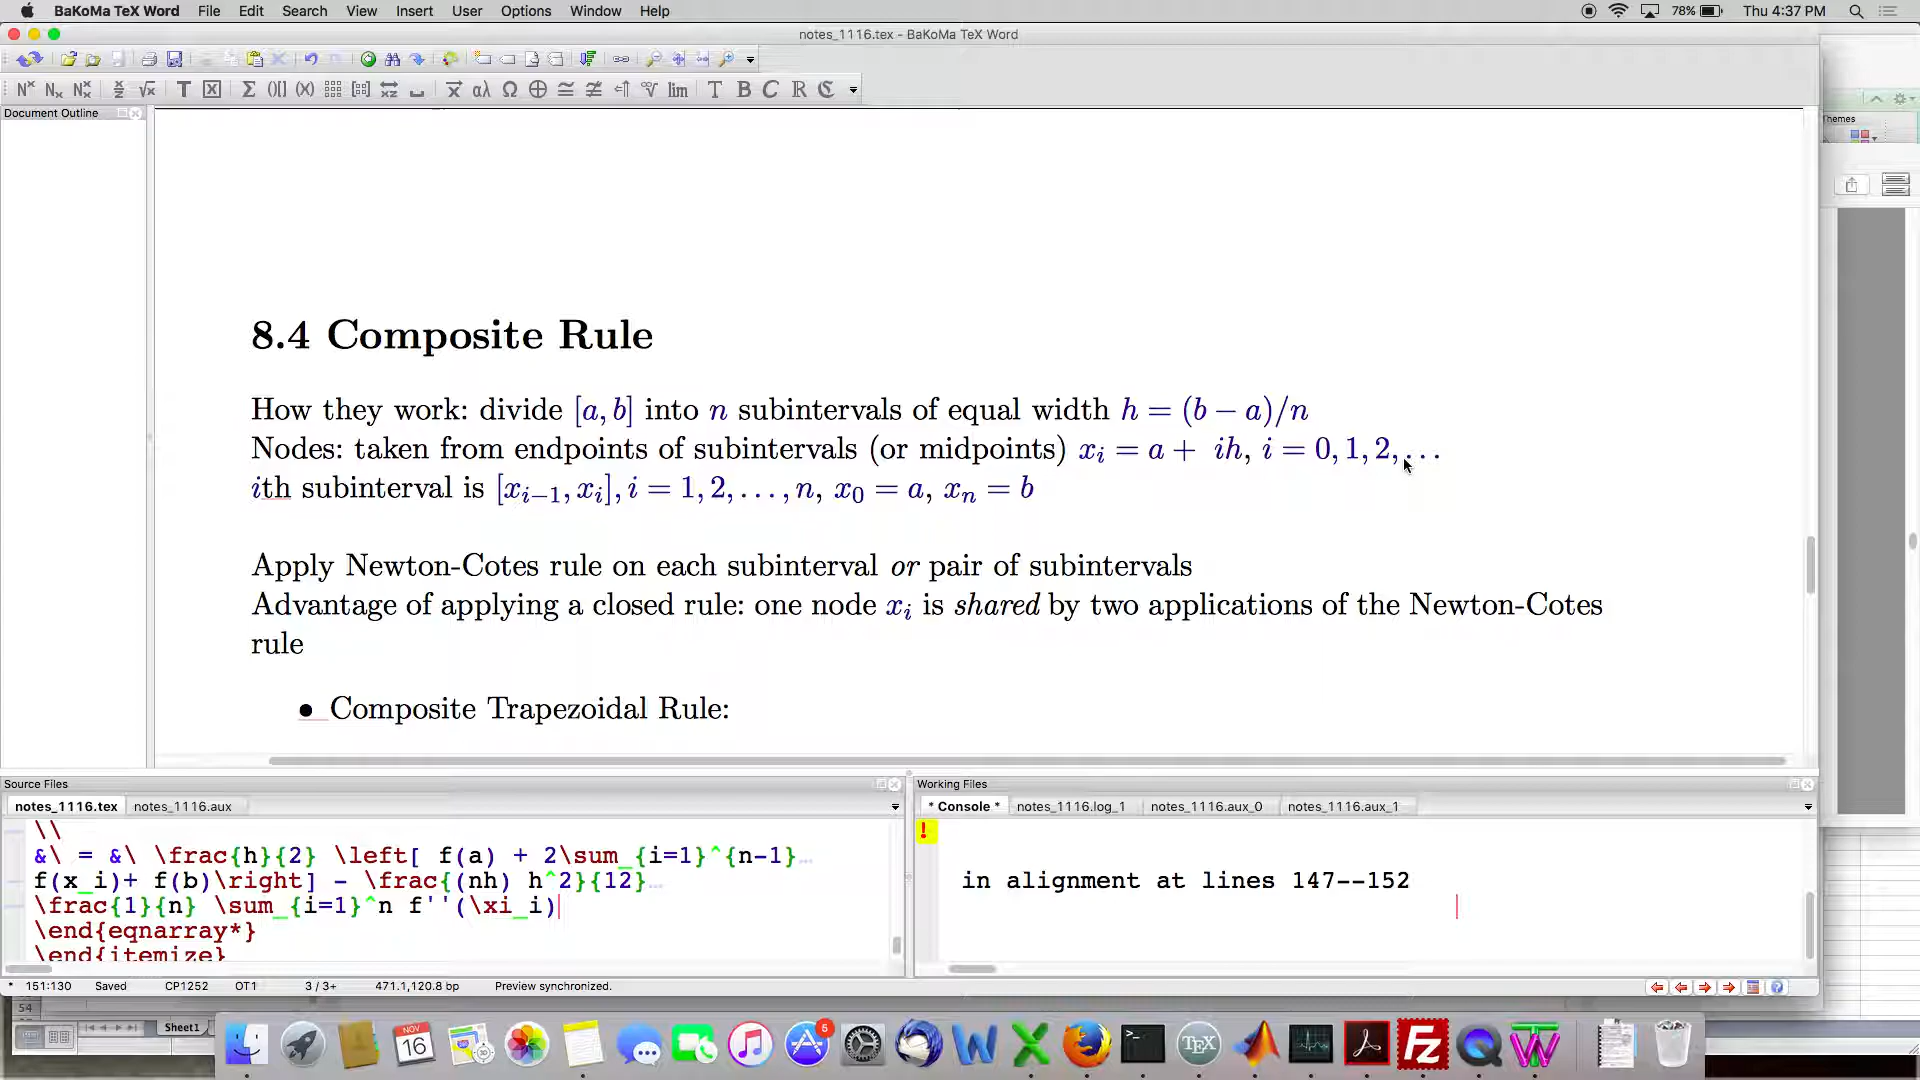 BaKoMa TeX Word File Edit Search View Insert User Options Window Help 78% Thu 4:37 PM
notes_1116.tex - BaKoMa TeX Word
Document Outline
Themes
8.4 Composite Rule
How they work: divide [a, b] into n subintervals of equal width h = (b − a)/n
Nodes: taken from endpoints of subintervals (or midpoints) x_i = a + ih, i = 0, 1, 2, . . .
ith subinterval is [x_{i−1}, x_i], i = 1, 2, . . . , n, x_0 = a, x_n = b
Apply Newton-Cotes rule on each subinterval or pair of subintervals
Advantage of applying a closed rule: one node x_i is shared by two applications of the Newton-Cotes
rule
• Composite Trapezoidal Rule:
Source Files
notes_1116.tex notes_1116.aux
\\
&\ = &\ \frac{h}{2} \left[ f(a) + 2\sum_{i=1}^{n-1}...
f(x_i)+ f(b)\right] - \frac{(nh) h^2}{12}...
\frac{1}{n} \sum_{i=1}^n f''(\xi_i)
\end{eqnarray*}
\end{itemize}
Working Files
* Console * notes_1116.log_1 notes_1116.aux_0 notes_1116.aux_1
!
in alignment at lines 147--152
* 151:130 Saved CP1252 OT1 3 / 3+ 471.1,120.8 bp Preview synchronized.
54
Sheet1
NOV
16
5